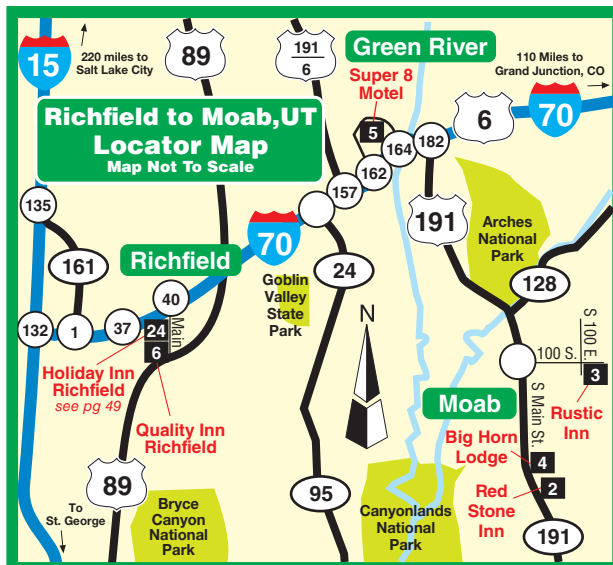 15
220 miles to
Salt Lake City
89
191
6
Green River
Super 8
Motel
5
110 Miles to
Grand Junction, CO
6
70
Richfield to Moab,UT
Locator Map
Map Not To Scale
182
164
162
157
135
191
Arches
National
Park
161
Richfield
70
24
Goblin
Valley
State
Park
128
40
N
132
1
37
24
Main
6
S 100 E.
100 S.
3
Rustic
Inn
Holiday Inn
Richfield
see pg 49
Quality Inn
Richfield
Moab
S Main St.
Big Horn
Lodge
4
2
Red
Stone
Inn
89
95
To
St. George
Bryce
Canyon
National
Park
Canyonlands
National
Park
191